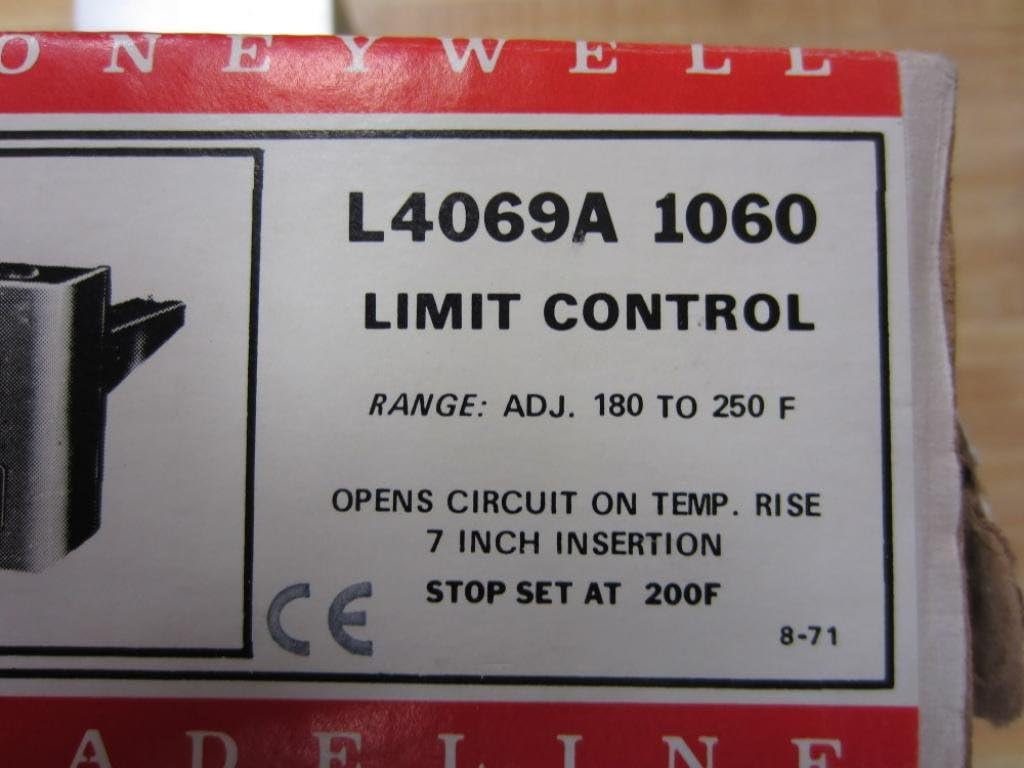 ONEYWELL
L4069A 1060
LIMIT CONTROL
RANGE: ADJ. 180 TO 250 F
OPENS CIRCUIT ON TEMP. RISE
7 INCH INSERTION
STOP SET AT 200F
CE
8-71
ADELINE